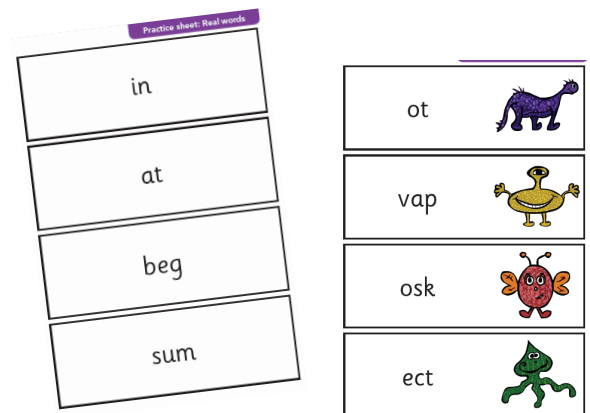 Practice sheet: Real words
in
at
beg
sum
ot
vap
osk
ect